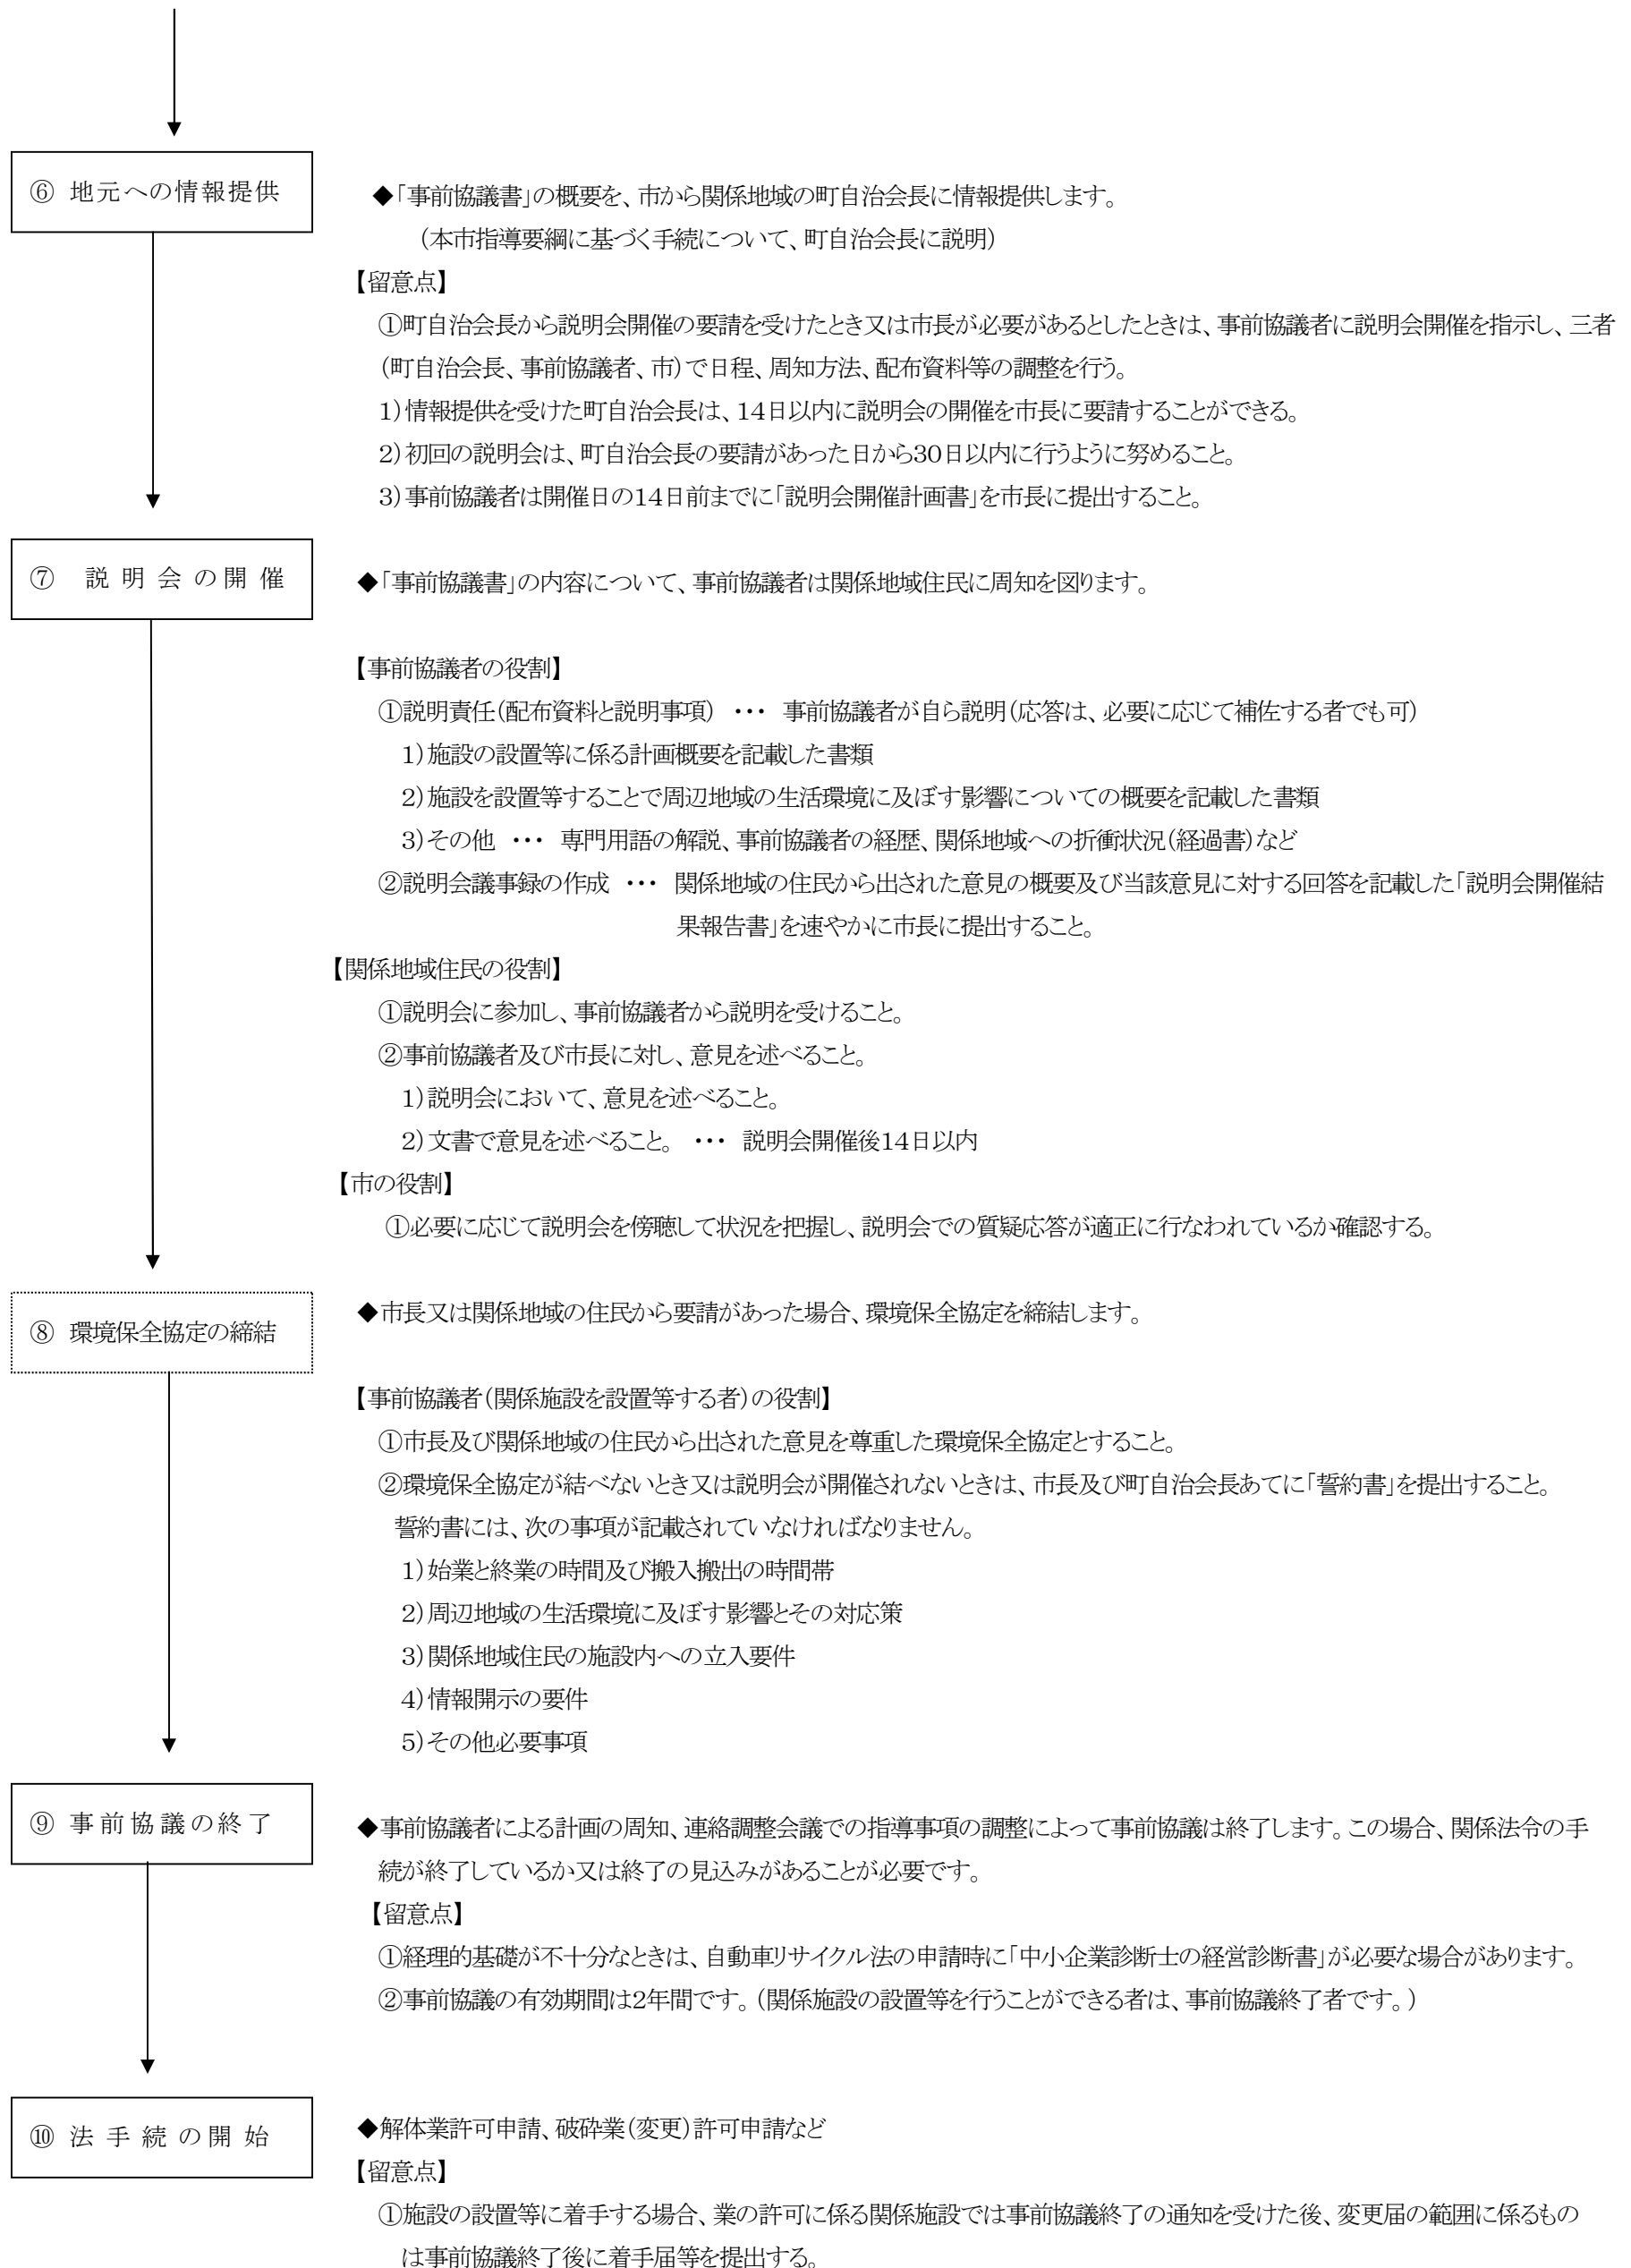 ⑥ 地元への情報提供
◆「事前協議書」の概要を、市から関係地域の町自治会長に情報提供します。
（本市指導要綱に基づく手続について、町自治会長に説明）
【留意点】
①町自治会長から説明会開催の要請を受けたとき又は市長が必要があるとしたときは、事前協議者に説明会開催を指示し、三者
（町自治会長、事前協議者、市）で日程、周知方法、配布資料等の調整を行う。
1）情報提供を受けた町自治会長は、14日以内に説明会の開催を市長に要請することができる。
2）初回の説明会は、町自治会長の要請があった日から30日以内に行うように努めること。
3）事前協議者は開催日の14日前までに「説明会開催計画書」を市長に提出すること。
⑦ 説明会の開催
◆「事前協議書」の内容について、事前協議者は関係地域住民に周知を図ります。
【事前協議者の役割】
①説明責任（配布資料と説明事項） ・・・ 事前協議者が自ら説明（応答は、必要に応じて補佐する者でも可）
1）施設の設置等に係る計画概要を記載した書類
2）施設を設置等することで周辺地域の生活環境に及ぼす影響についての概要を記載した書類
3）その他 ・・・ 専門用語の解説、事前協議者の経歴、関係地域への折衝状況（経過書）など
②説明会議事録の作成 ・・・ 関係地域の住民から出された意見の概要及び当該意見に対する回答を記載した「説明会開催結
果報告書」を速やかに市長に提出すること。
【関係地域住民の役割】
①説明会に参加し、事前協議者から説明を受けること。
②事前協議者及び市長に対し、意見を述べること。
1）説明会において、意見を述べること。
2）文書で意見を述べること。 ・・・ 説明会開催後14日以内
【市の役割】
①必要に応じて説明会を傍聴して状況を把握し、説明会での質疑応答が適正に行なわれているか確認する。
⑧ 環境保全協定の締結
◆市長又は関係地域の住民から要請があった場合、環境保全協定を締結します。
【事前協議者（関係施設を設置等する者）の役割】
①市長及び関係地域の住民から出された意見を尊重した環境保全協定とすること。
②環境保全協定が結べないとき又は説明会が開催されないときは、市長及び町自治会長あてに「誓約書」を提出すること。
誓約書には、次の事項が記載されていなければなりません。
1）始業と終業の時間及び搬入搬出の時間帯
2）周辺地域の生活環境に及ぼす影響とその対応策
3）関係地域住民の施設内への立入要件
4）情報開示の要件
5）その他必要事項
⑨ 事前協議の終了
◆事前協議者による計画の周知、連絡調整会議での指導事項の調整によって事前協議は終了します。この場合、関係法令の手
続が終了しているか又は終了の見込みがあることが必要です。
【留意点】
①経理的基礎が不十分なときは、自動車リサイクル法の申請時に「中小企業診断士の経営診断書」が必要な場合があります。
②事前協議の有効期間は2年間です。（関係施設の設置等を行うことができる者は、事前協議終了者です。）
⑩ 法手続の開始
◆解体業許可申請、破砕業（変更）許可申請など
【留意点】
①施設の設置等に着手する場合、業の許可に係る関係施設では事前協議終了の通知を受けた後、変更届の範囲に係るもの
は事前協議終了後に着手届等を提出する。